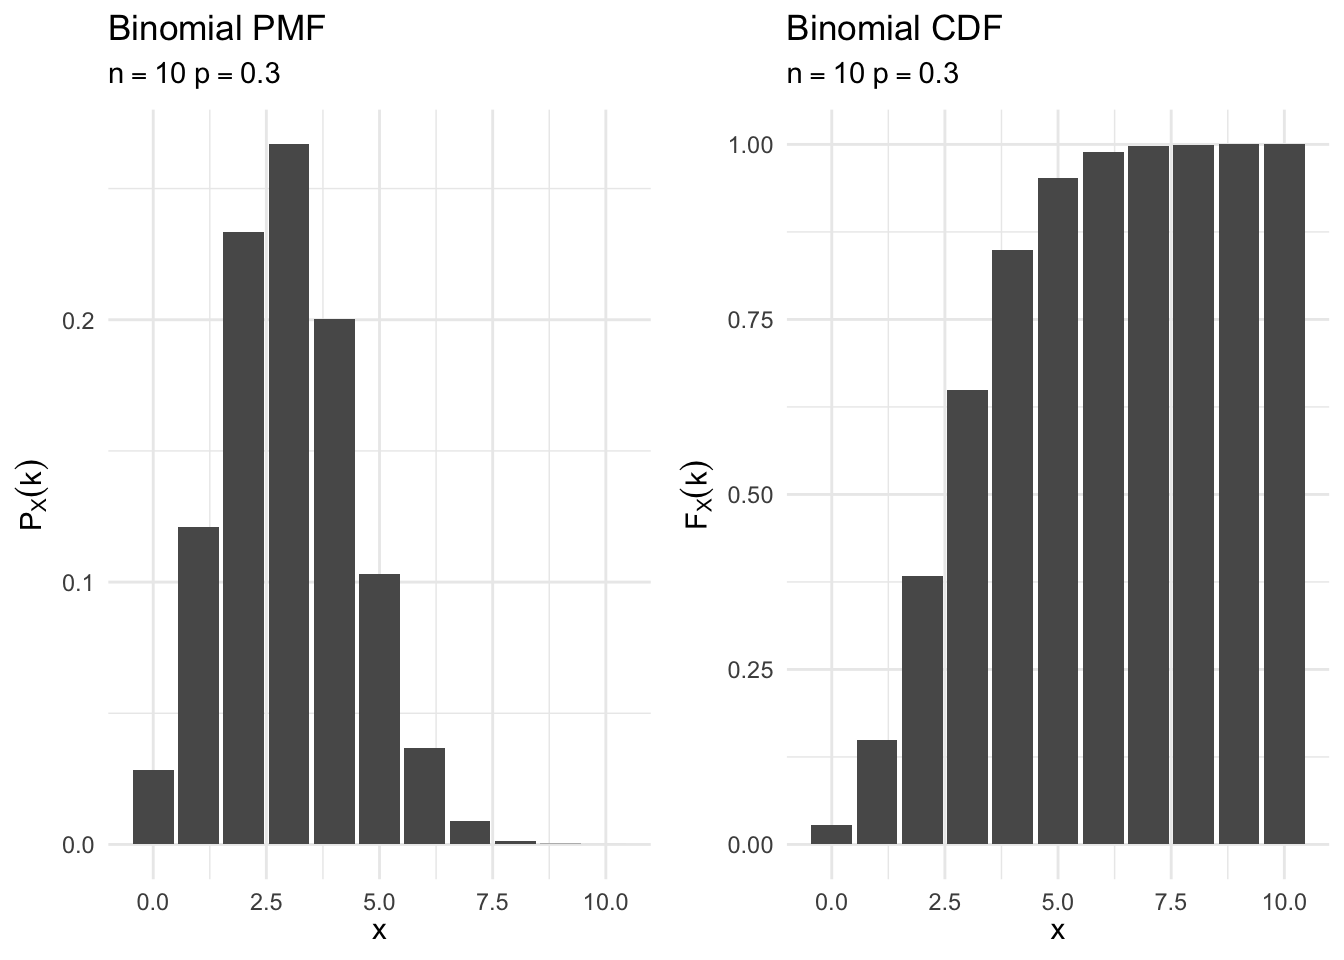 Binomial PMF
n = 10 p = 0.3
PX(k)
0.2
0.1
0.0
0.0 2.5 5.0 7.5 10.0
x
Binomial CDF
n = 10 p = 0.3
FX(k)
1.00
0.75
0.50
0.25
0.00
0.0 2.5 5.0 7.5 10.0
x